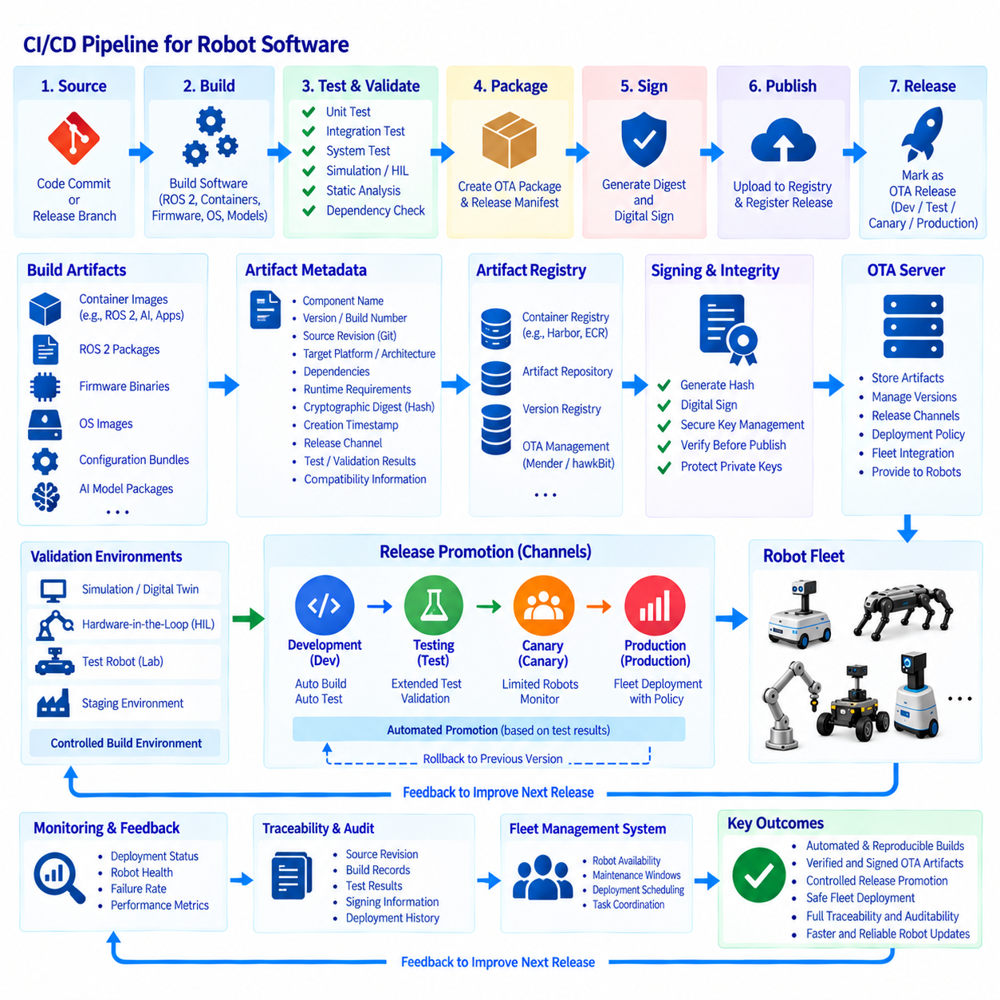 CI/CD Pipeline for Robot Software
1. Source
Code Commit
or
Release Branch
2. Build
Build Software
(ROS 2, Containers,
Firmware, OS, Models)
3. Test & Validate
Unit Test
Integration Test
System Test
Simulation / HIL
Static Analysis
Dependency Check
4. Package
Create OTA Package
& Release Manifest
5. Sign
Generate Digest
and
Digital Sign
6. Publish
Upload to Registry
& Register Release
7. Release
Mark as
OTA Release
(Dev / Test /
Canary / Production)
Build Artifacts
Container Images
(e.g., ROS 2, AI, Apps)
ROS 2 Packages
Firmware Binaries
OS Images
Configuration Bundles
AI Model Packages
...
Artifact Metadata
• Component Name
• Version / Build Number
• Source Revision (Git)
• Target Platform / Architecture
• Dependencies
• Runtime Requirements
• Cryptographic Digest (Hash)
• Creation Timestamp
• Release Channel
• Test / Validation Results
• Compatibility Information
Artifact Registry
Container Registry
(e.g., Harbor, ECR)
Artifact Repository
Version Registry
OTA Management
(Mender / hawkBit)
...
Signing & Integrity
Generate Hash
Digital Sign
Secure Key Management
Verify Before Publish
Protect Private Keys
OTA Server
• Store Artifacts
• Manage Versions
• Release Channels
• Deployment Policy
• Fleet Integration
• Provide to Robots
Validation Environments
Simulation / Digital Twin
Hardware-in-the-Loop (HIL)
Test Robot (Lab)
Staging Environment
Controlled Build Environment
Release Promotion (Channels)
</>
Development
(Dev)
Auto Build
Auto Test
Testing
(Test)
Extended Test
Validation
Canary
(Canary)
Limited Robots
Monitor
Production
(Production)
Fleet Deployment
with Policy
Automated Promotion (based on test results)
Rollback to Previous Version
Robot Fleet
...
Feedback to Improve Next Release
Monitoring & Feedback
• Deployment Status
• Robot Health
• Failure Rate
• Performance Metrics
Traceability & Audit
• Source Revision
• Build Records
• Test Results
• Signing Information
• Deployment History
Fleet Management System
• Robot Availability
• Maintenance Windows
• Deployment Scheduling
• Task Coordination
Key Outcomes
• Automated & Reproducible Builds
• Verified and Signed OTA Artifacts
• Controlled Release Promotion
• Safe Fleet Deployment
• Full Traceability and Auditability
• Faster and Reliable Robot Updates
Feedback to Improve Next Release